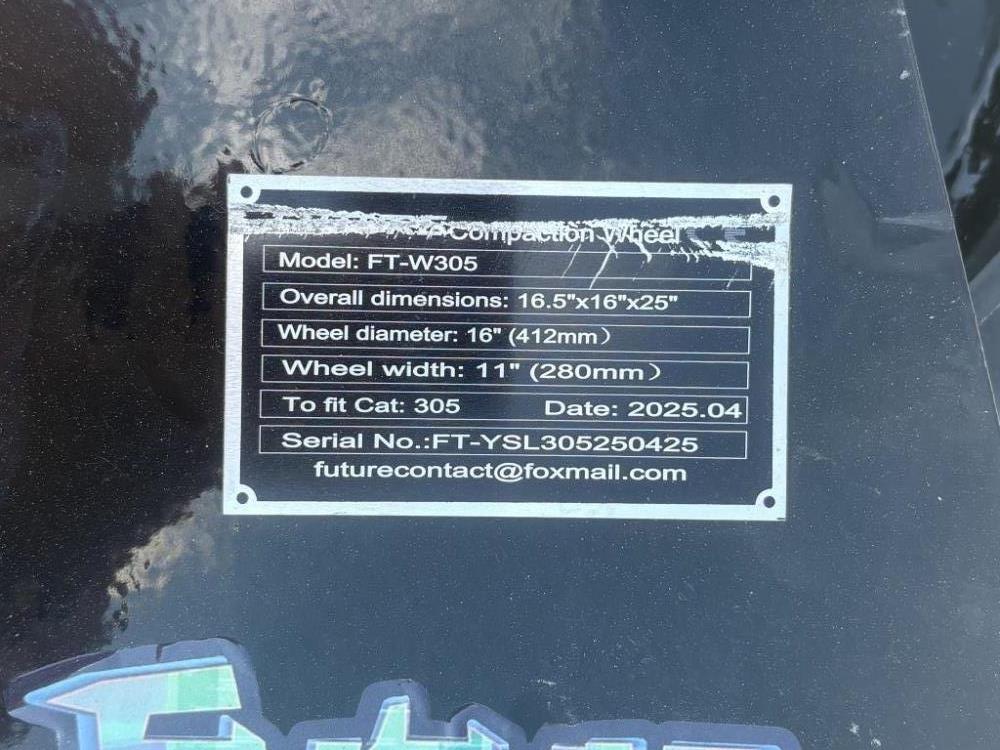 Compaction Wheel
Model: FT-W305
Overall dimensions: 16.5"x16"x25"
Wheel diameter: 16" (412mm）
Wheel width: 11" (280mm）
To fit Cat: 305 Date: 2025.04
Serial No.:FT-YSL305250425
futurecontact@foxmail.com